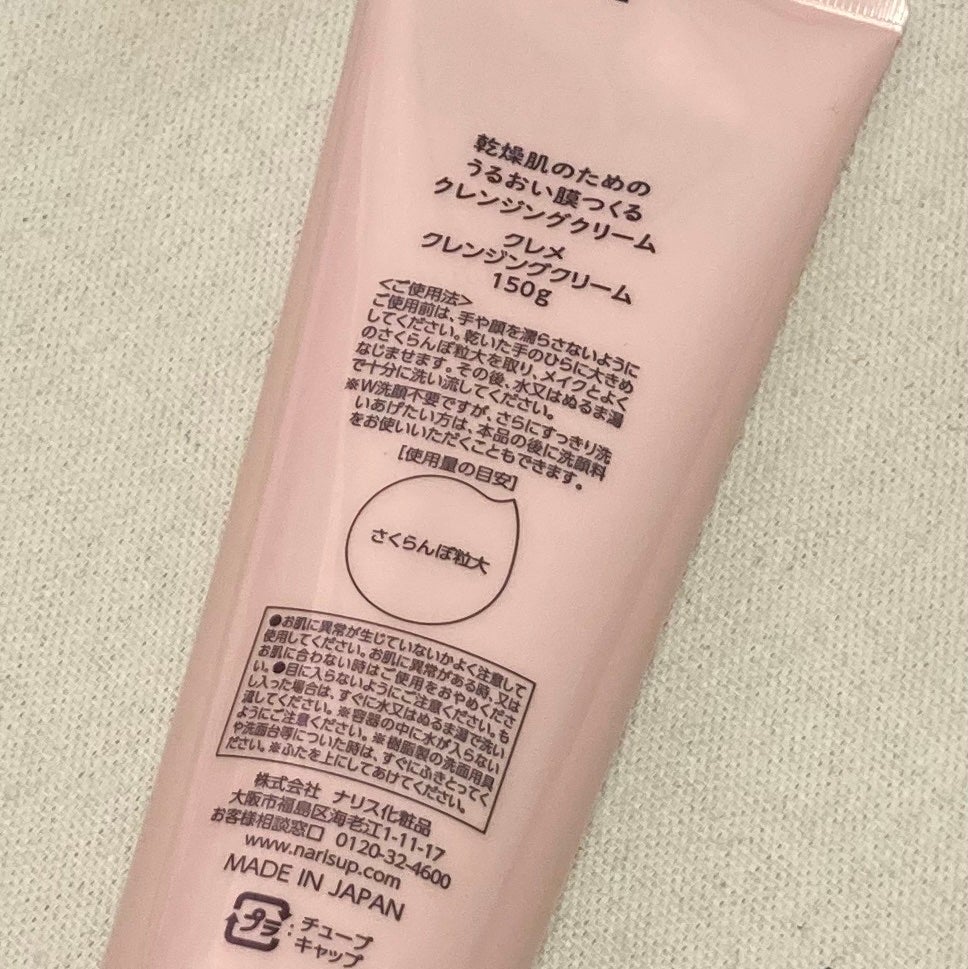 乾燥肌のための
うるおい膜つくる
クレンジングクリーム
クレメ
クレンジングクリーム
150g
<ご使用法>
ご使用前は、手や顔を濡らさないように
してください。乾いた手のひらに大きめ
のさくらんぼ粒大を取り、メイクとよく
なじませます。その後、水又はぬるま湯
で十分に洗い流してください。
※W洗顔不要ですが、さらにすっきり洗
いあげたい方は、本品の後に洗顔料
をお使いいただくこともできます。
[使用量の目安]
さくらんぼ粒大
●お肌に異常が生じていないかよく注意して
使用してください。お肌に異常がある時、又は
お肌に合わない時はご使用をおやめくださ
い。●目に入らないようにご注意ください。も
し入った場合は、すぐに水又はぬるま湯で洗い
流してください。※容器の中に水が入らない
ようにご注意ください。※樹脂製の洗面用具
や洗面台等についた時は、すぐにふきとってく
ださい。※ふたを上にしてあけてください。
株式会社 ナリス化粧品
大阪市福島区海老江1-11-17
お客様相談窓口 0120-32-4600
www.narisup.com
MADE IN JAPAN
プラ:チューブ
キャップ